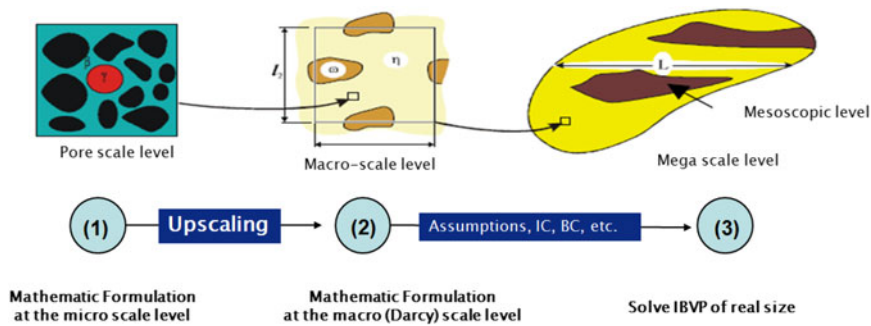 β
γ
l₂
ω
η
L
Mesoscopic level
Pore scale level
Macro-scale level
Mega scale level
(1)
Upscaling
(2)
Assumptions, IC, BC, etc.
(3)
Mathematic Formulation
at the micro scale level
Mathematic Formulation
at the macro (Darcy) scale level
Solve IBVP of real size